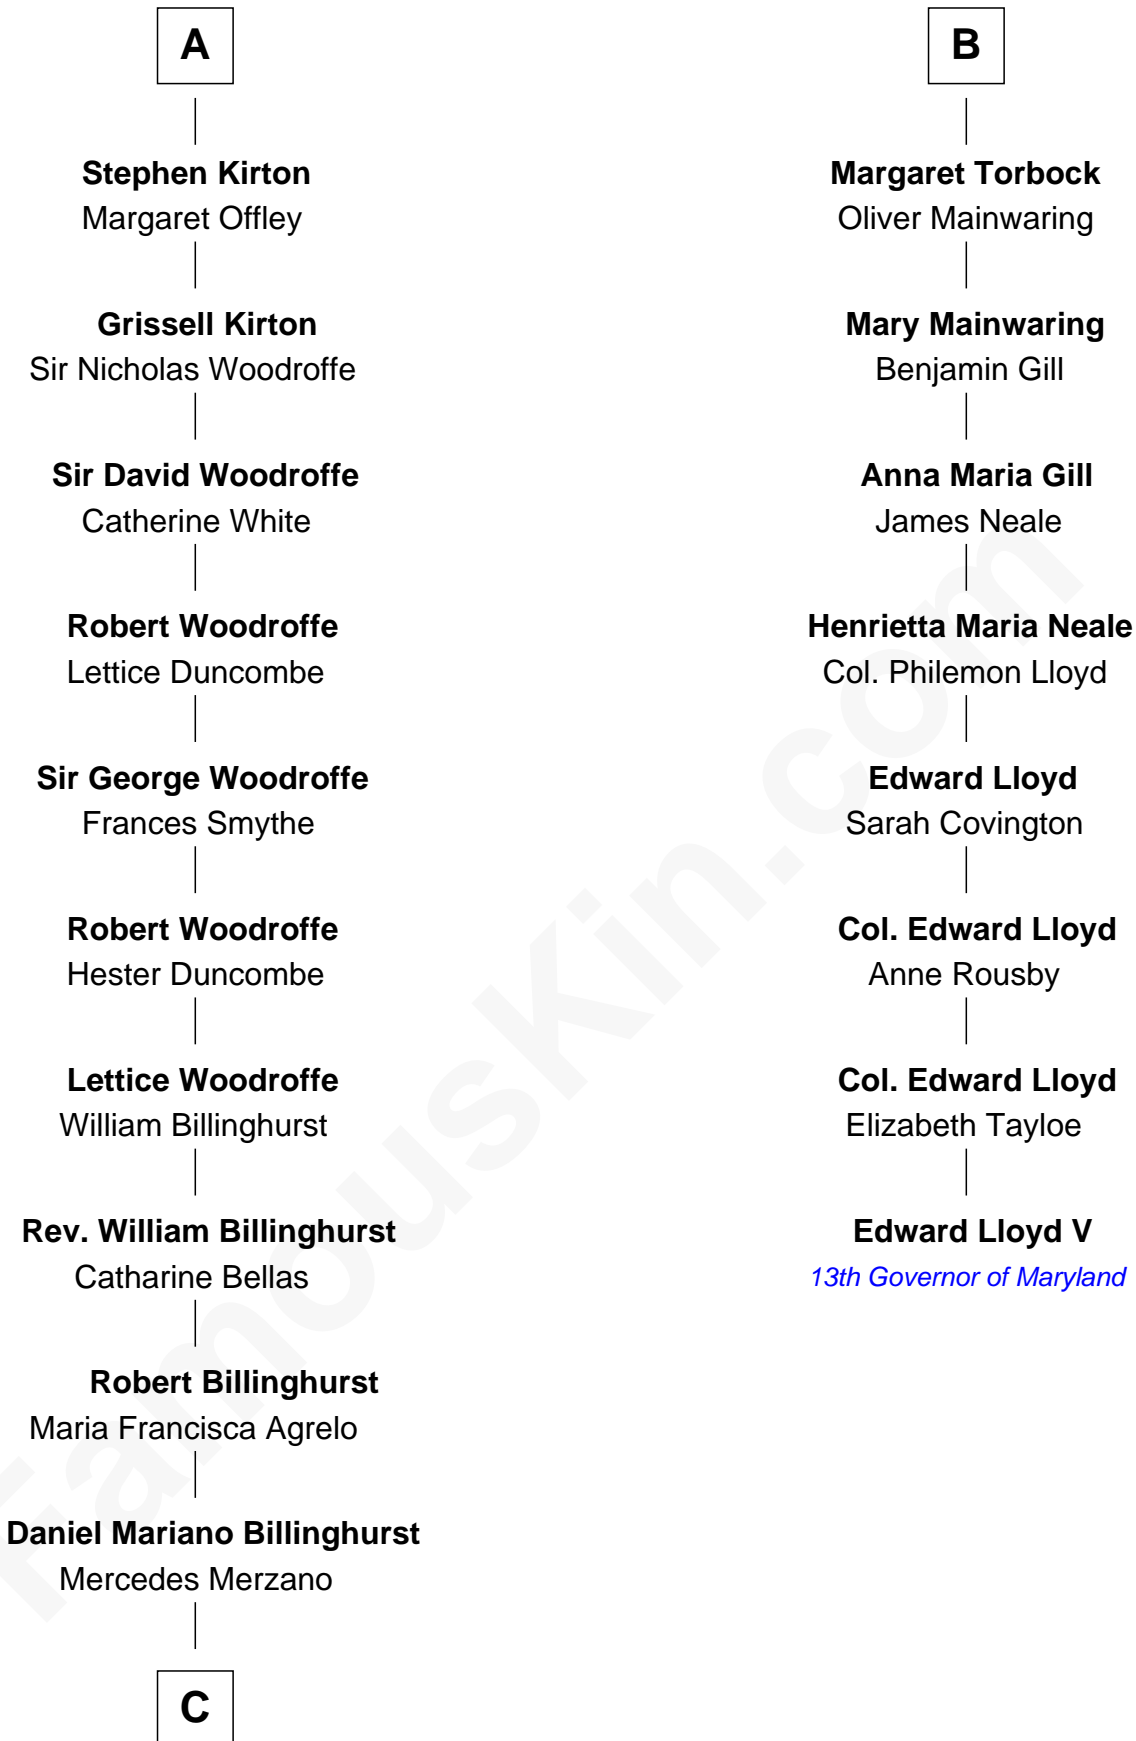 A
Stephen Kirton
Margaret Offley
Grissell Kirton
Sir Nicholas Woodroffe
Sir David Woodroffe
Catherine White
Robert Woodroffe
Lettice Duncombe
Sir George Woodroffe
Frances Smythe
Robert Woodroffe
Hester Duncombe
Lettice Woodroffe
William Billinghurst
Rev. William Billinghurst
Catharine Bellas
Robert Billinghurst
Maria Francisca Agrelo
Daniel Mariano Billinghurst
Mercedes Merzano
C
B
Margaret Torbock
Oliver Mainwaring
Mary Mainwaring
Benjamin Gill
Anna Maria Gill
James Neale
Henrietta Maria Neale
Col. Philemon Lloyd
Edward Lloyd
Sarah Covington
Col. Edward Lloyd
Anne Rousby
Col. Edward Lloyd
Elizabeth Tayloe
Edward Lloyd V
13th Governor of Maryland
FamousKin.com